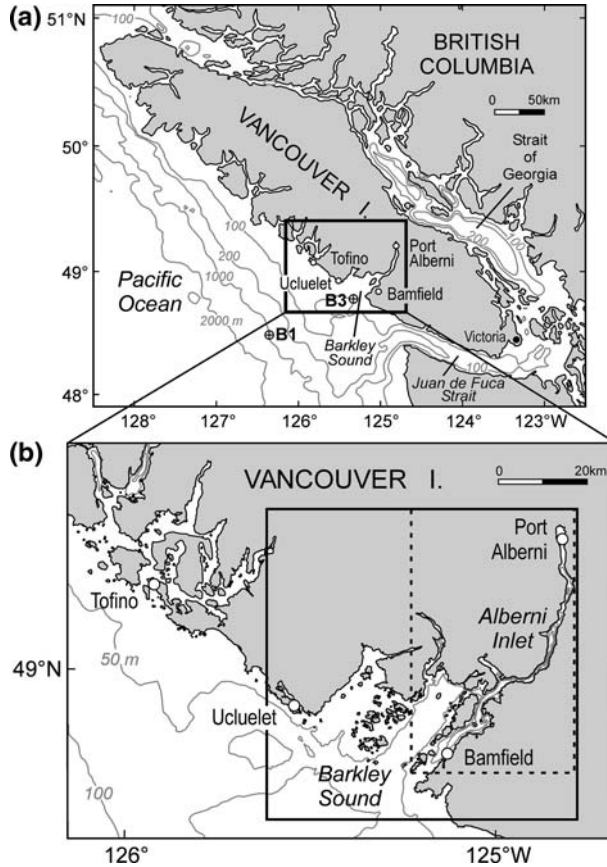 (a)
51°N
50°
49°
48°
100
BRITISH
COLUMBIA
0 50km
VANCOUVER I.
Strait
of
Georgia
100
200
1000
2000 m
200
100
Tofino
Port
Alberni
Ucluelet
Bamfield
B3
B1
Pacific
Ocean
Barkley
Sound
Victoria
100
Juan de Fuca
Strait
128°
127°
126°
125°
124°
123°W
(b)
VANCOUVER I.
0 20km
Port
Alberni
Tofino
Alberni
Inlet
49°N
50 m
Ucluelet
Bamfield
Barkley
Sound
100
126°
125°W